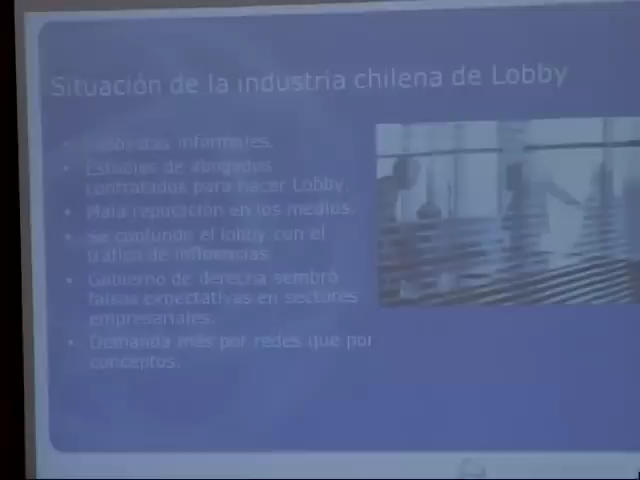 Situación de la industria chilena de Lobby
• Lobbistas informales.
• Estudios de abogados
contratados para hacer Lobby.
• Mala reputación en los medios.
• Se confunde el lobby con el
tráfico de influencias.
• Gobierno de derecha sembró
falsas expectativas en sectores
empresariales.
• Demanda más por redes que por
conceptos.